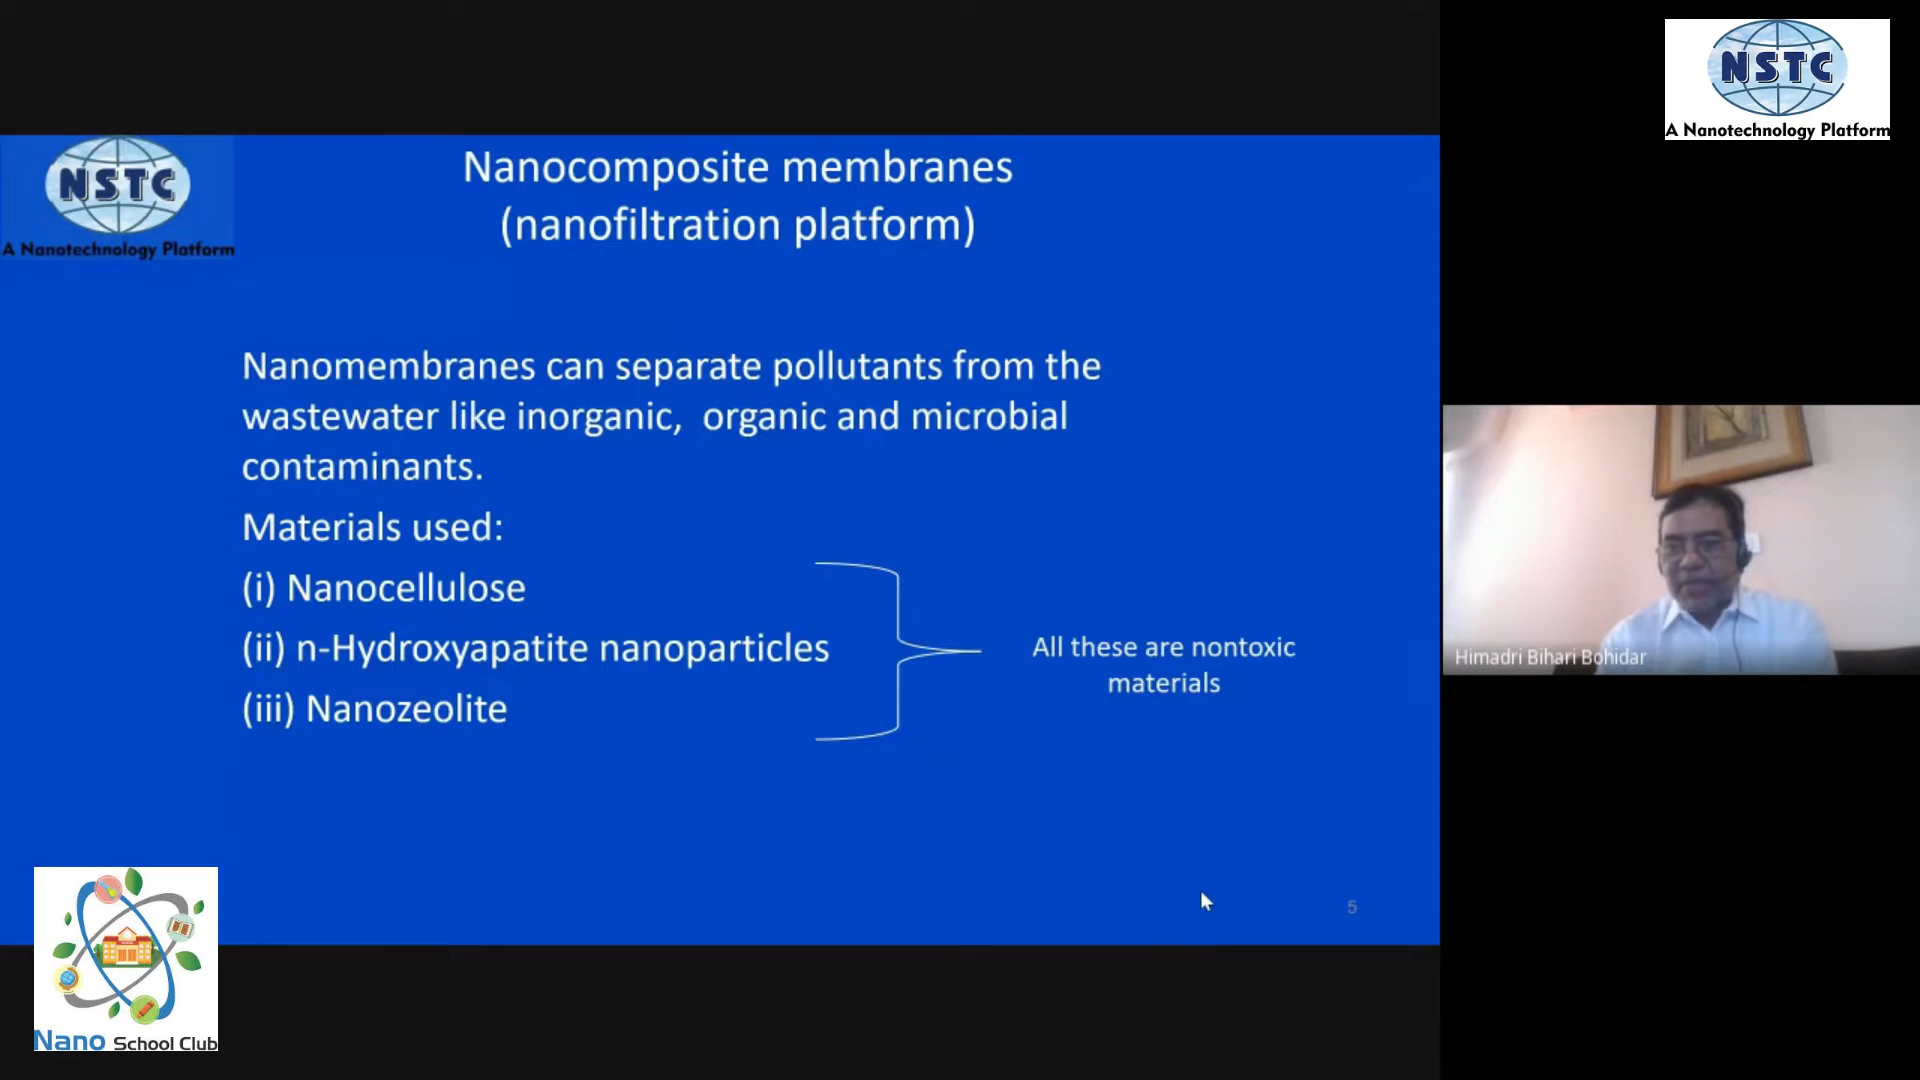 NSTC
A Nanotechnology Platform
NSTC
A Nanotechnology Platform
Nanocomposite membranes
(nanofiltration platform)
Nanomembranes can separate pollutants from the
wastewater like inorganic,  organic and microbial
contaminants.
Materials used:
(i) Nanocellulose
(ii) n-Hydroxyapatite nanoparticles
(iii) Nanozeolite
All these are nontoxic
materials
Himadri Bihari Bohidar
5
Nano School Club